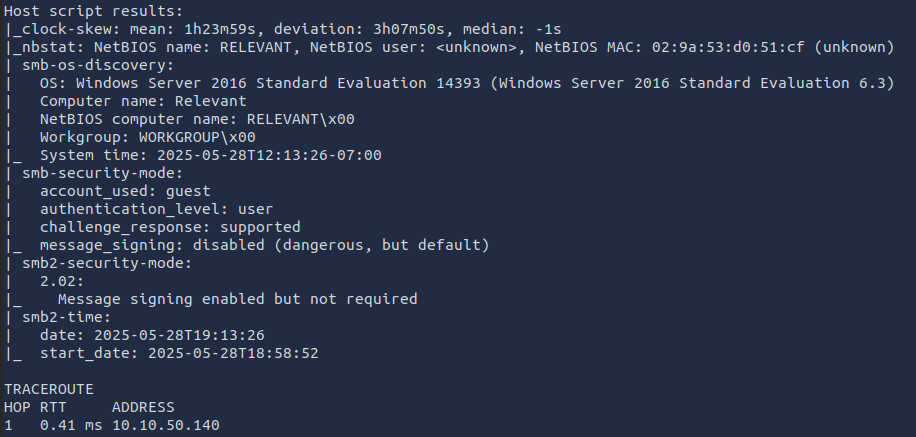 Host script results:
|_clock-skew: mean: 1h23m59s, deviation: 3h07m50s, median: -1s
|_nbstat: NetBIOS name: RELEVANT, NetBIOS user: <unknown>, NetBIOS MAC: 02:9a:53:d0:51:cf (unknown)
| smb-os-discovery:
|   OS: Windows Server 2016 Standard Evaluation 14393 (Windows Server 2016 Standard Evaluation 6.3)
|   Computer name: Relevant
|   NetBIOS computer name: RELEVANT\x00
|   Workgroup: WORKGROUP\x00
|_  System time: 2025-05-28T12:13:26-07:00
| smb-security-mode:
|   account_used: guest
|   authentication_level: user
|   challenge_response: supported
|_  message_signing: disabled (dangerous, but default)
| smb2-security-mode:
|   2.02:
|_    Message signing enabled but not required
| smb2-time:
|   date: 2025-05-28T19:13:26
|_  start_date: 2025-05-28T18:58:52

TRACEROUTE
HOP RTT     ADDRESS
1   0.41 ms 10.10.50.140